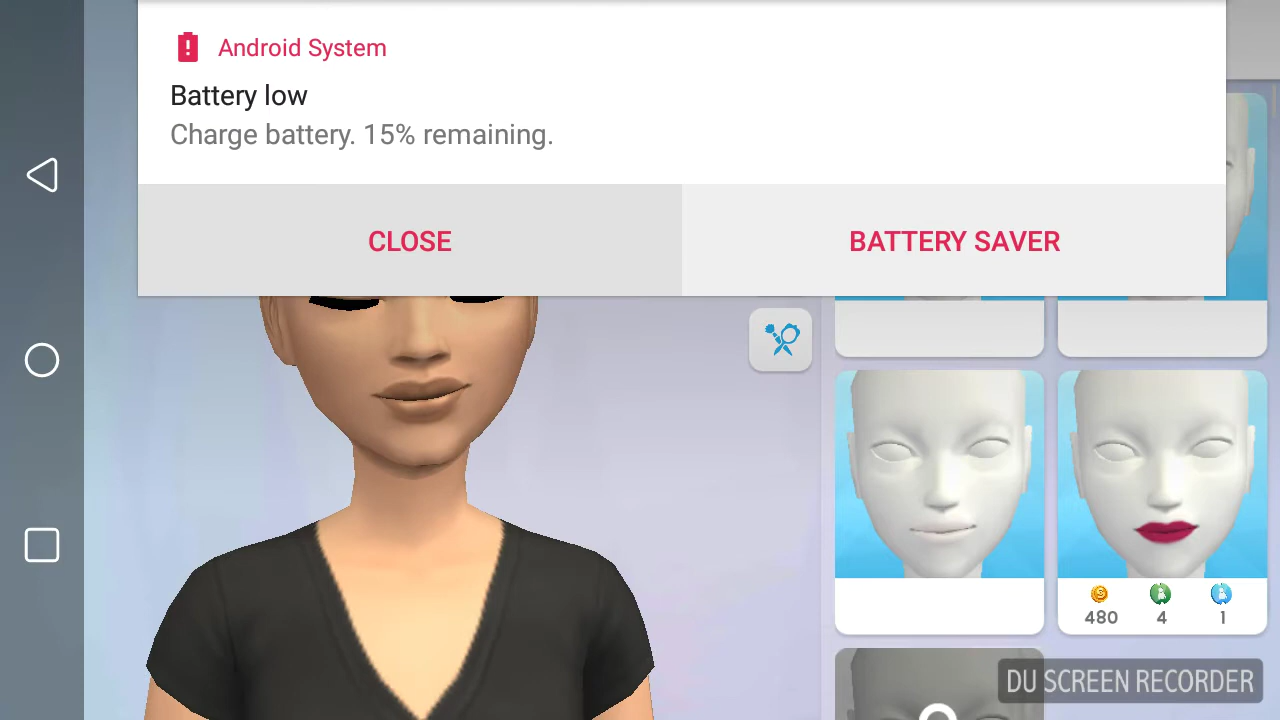 Android System
Battery low
Charge battery. 15% remaining.
CLOSE
BATTERY SAVER
480
4
1
DU SCREEN RECORDER